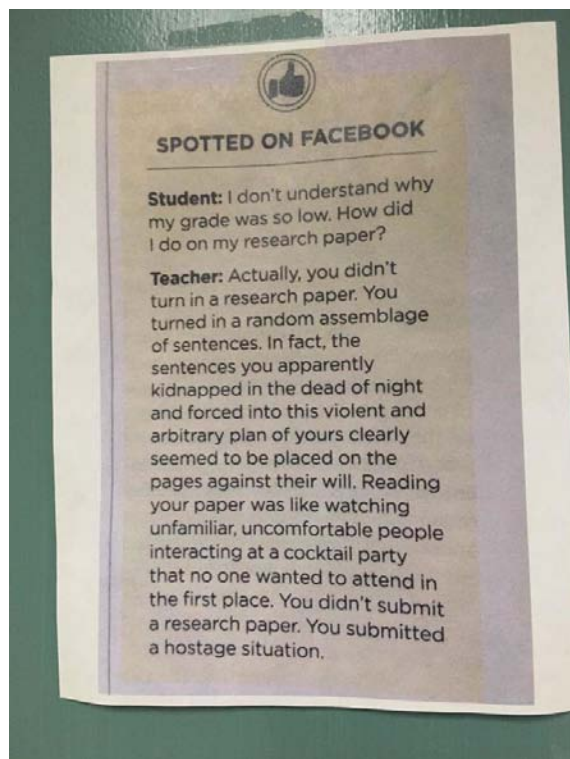 SPOTTED ON FACEBOOK
Student: I don't understand why
my grade was so low. How did
I do on my research paper?
Teacher: Actually, you didn't
turn in a research paper. You
turned in a random assemblage
of sentences. In fact, the
sentences you apparently
kidnapped in the dead of night
and forced into this violent and
arbitrary plan of yours clearly
seemed to be placed on the
pages against their will. Reading
your paper was like watching
unfamiliar, uncomfortable people
interacting at a cocktail party
that no one wanted to attend in
the first place. You didn't submit
a research paper. You submitted
a hostage situation.